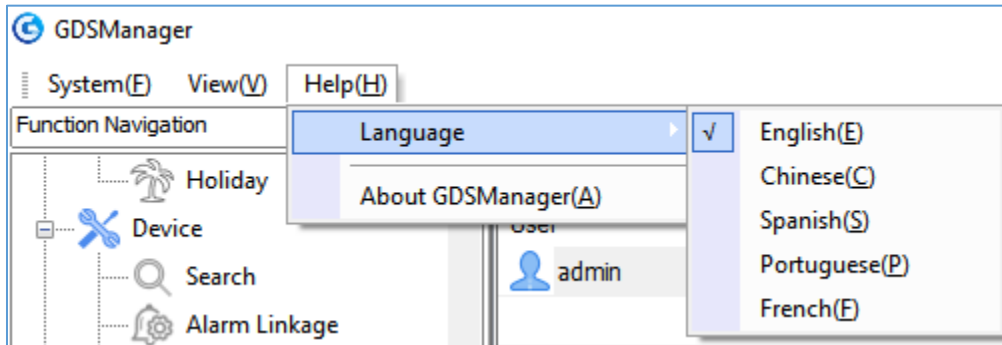 GDSManager
System(F) View(V) Help(H)
Function Navigation
Language
√ English(E)
Chinese(C)
Spanish(S)
Portuguese(P)
French(F)
About GDSManager(A)
Holiday
Device
Search
Alarm Linkage
User
admin